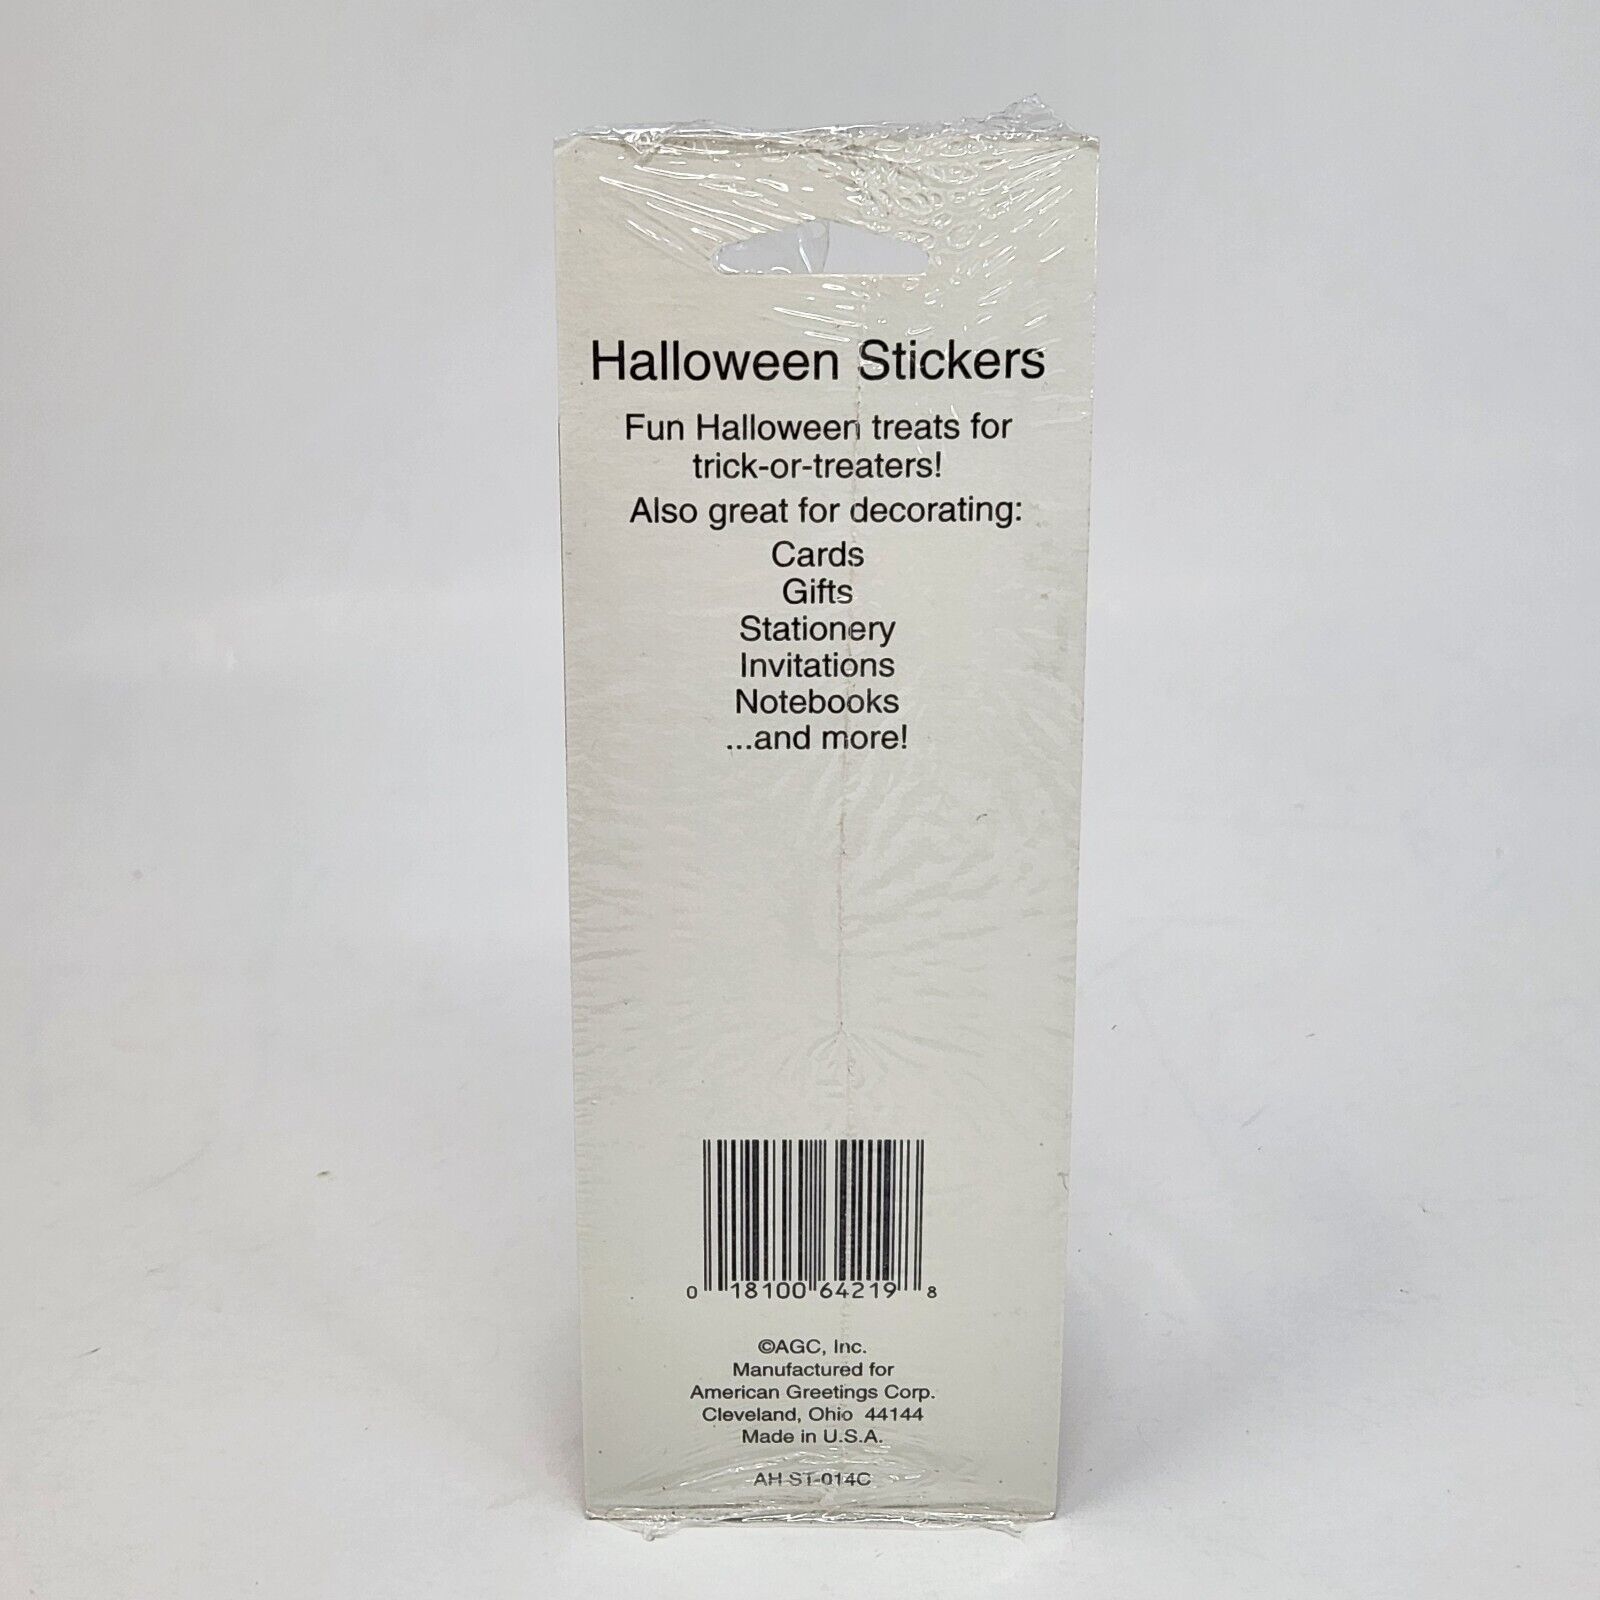 Halloween Stickers
Fun Halloween treats for
trick-or-treaters!
Also great for decorating:
Cards
Gifts
Stationery
Invitations
Notebooks
...and more!
0 18100 64219 8
©AGC, Inc.
Manufactured for
American Greetings Corp.
Cleveland, Ohio 44144
Made in U.S.A.
AH ST-014C